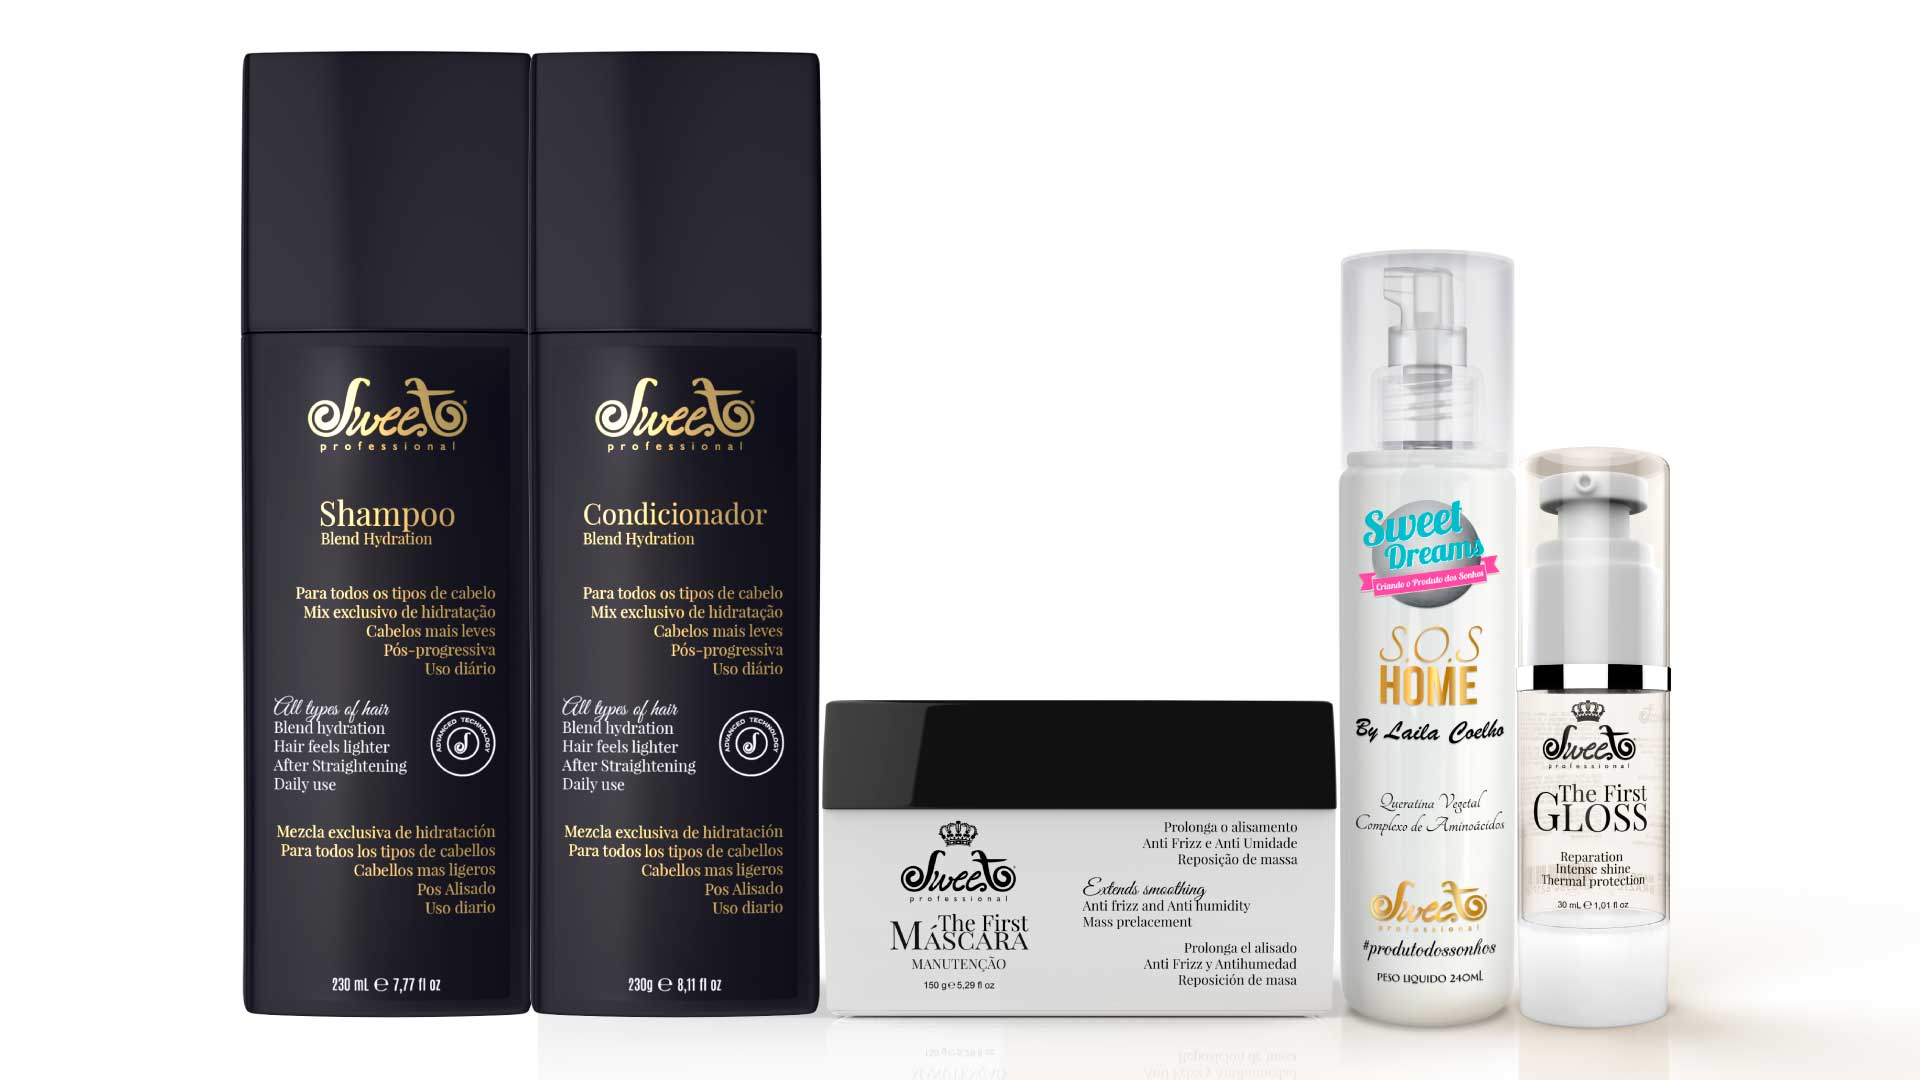 Sweet
professional
Shampoo
Blend Hydration
Para todos os tipos de cabelo
Mix exclusivo de hidratação
Cabelos mais leves
Pós-progressiva
Uso diário
All types of hair
Blend hydration
Hair feels lighter
After Straightening
Daily use
ADVANCED TECHNOLOGY
Mezcla exclusiva de hidratación
Para todos los tipos de cabellos
Cabellos mas ligeros
Pos Alisado
Uso diario
230 mL ℮ 7,77 fl oz
Sweet
professional
Condicionador
Blend Hydration
Para todos os tipos de cabelo
Mix exclusivo de hidratação
Cabelos mais leves
Pós-progressiva
Uso diário
All types of hair
Blend hydration
Hair feels lighter
After Straightening
Daily use
ADVANCED TECHNOLOGY
Mezcla exclusiva de hidratación
Para todos los tipos de cabellos
Cabellos mas ligeros
Pos Alisado
Uso diario
230g ℮ 8,11 fl oz
Sweet
professional
The First
MÁSCARA
MANUTENÇÃO
150 g ℮ 5,29 fl oz
Prolonga o alisamento
Anti Frizz e Anti Umidade
Reposição de massa
Extends smoothing
Anti frizz and Anti humidity
Mass prelacement
Prolonga el alisado
Anti Frizz y Antihumedad
Reposición de masa
Sweet
Dreams
Criando o Produto dos Sonhos
S.O.S
HOME
By Laila Coelho
Queratina Vegetal
Complexo de Aminoácidos
Sweet
professional
#produtodossonhos
PESO LIQUIDO 240ML
Sweet
professional
The First
GLOSS
Reparation
Intense shine
Thermal protection
30 mL ℮ 1,01 fl oz